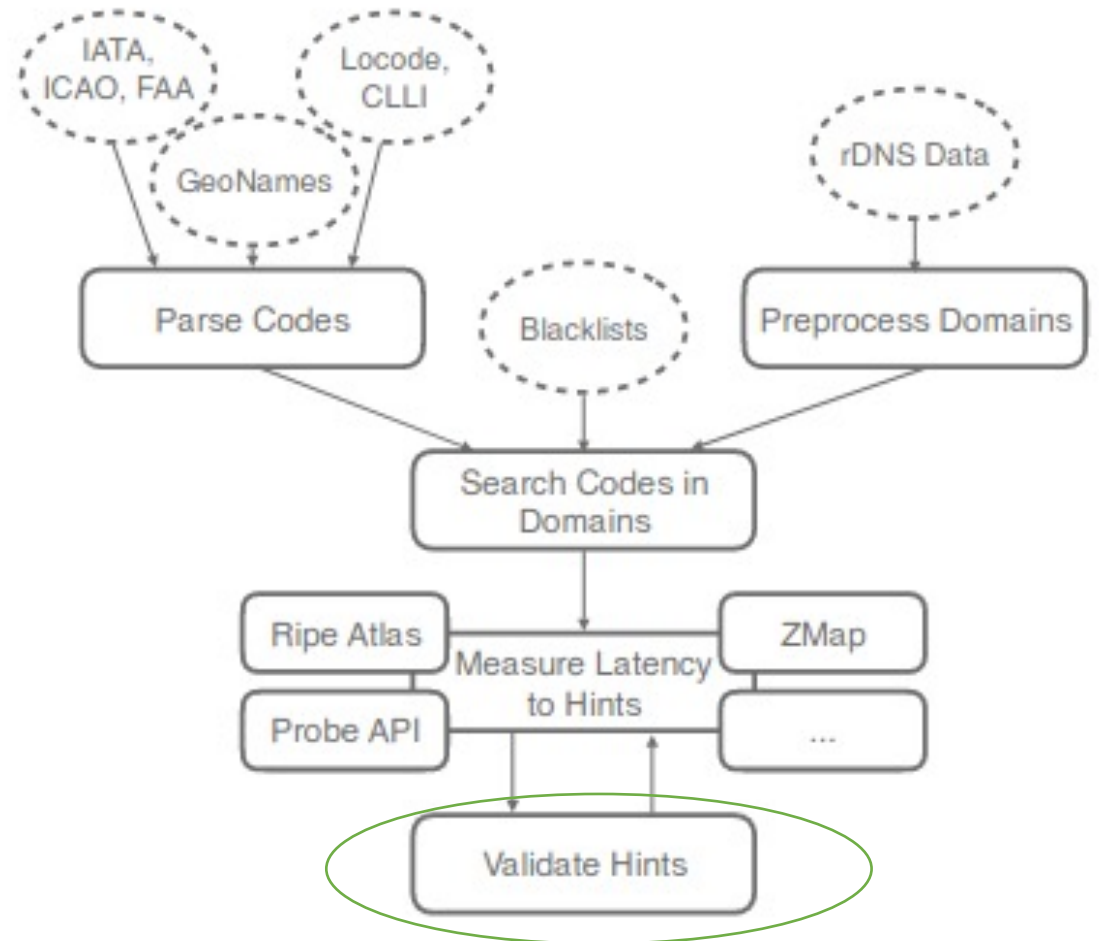 IATA,
ICAO, FAA
Locode,
CLLI
GeoNames
rDNS Data
Parse Codes
Blacklists
Preprocess Domains
Search Codes in
Domains
Ripe Atlas
ZMap
Measure Latency
to Hints
Probe API
...
Validate Hints